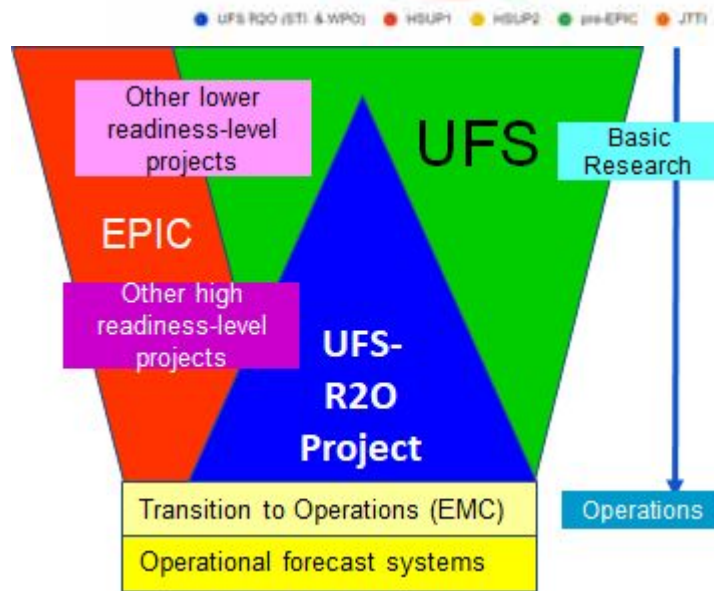 UFS R2O (STI & WPO) HSUP1 HSUP2 pre-EPIC JTTI
Other lower
readiness-level
projects
UFS
Basic
Research
EPIC
Other high
readiness-level
projects
UFS-
R2O
Project
Transition to Operations (EMC)
Operations
Operational forecast systems